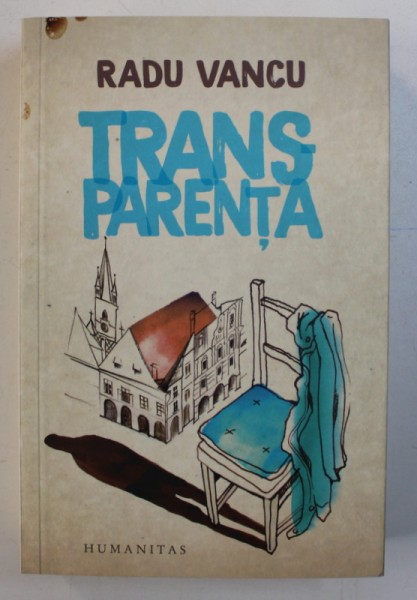 RADU VANCU
TRANS-
PARENȚA
HUMANITAS